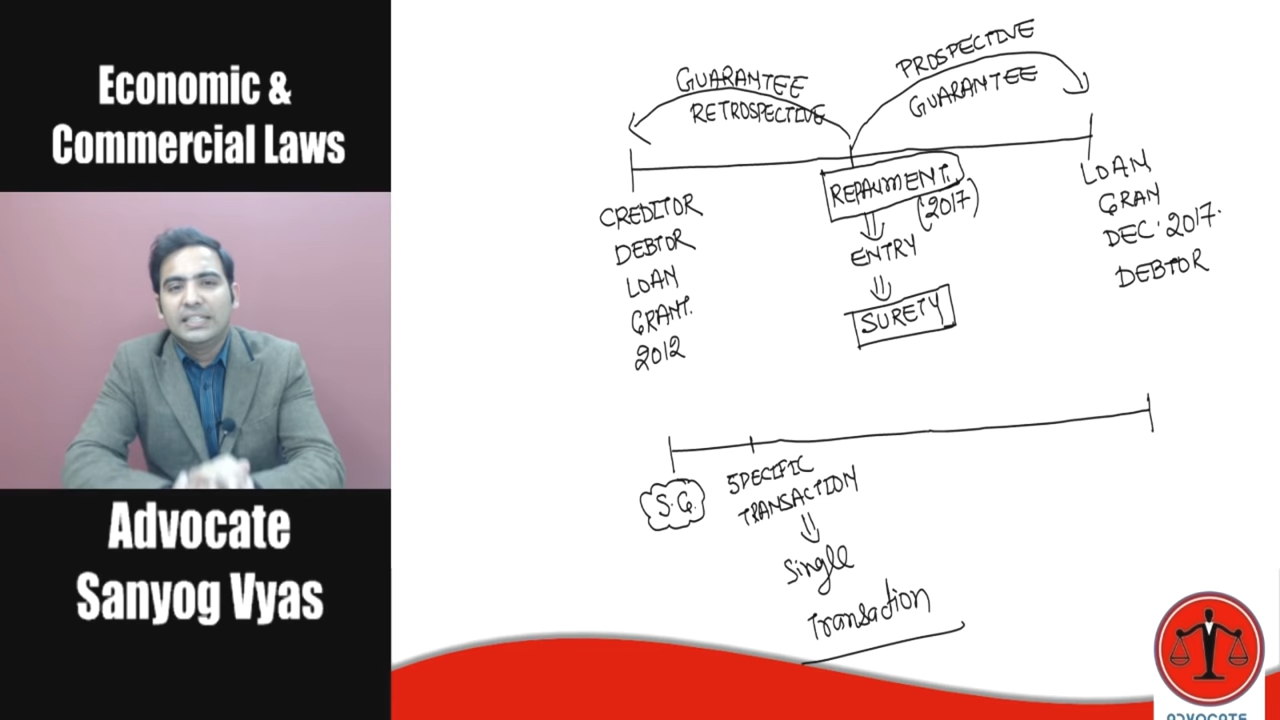 Economic &
Commercial Laws
Advocate
Sanyog Vyas
GUARANTEE
RETROSPECTIVE
PROSPECTIVE
GUARANTEE
CREDITOR
DEBTOR
LOAN
GRANT.
2012
REPAYMENT.
(2017)
ENTRY
SURETY
LOAN
GRAN
DEC. 2017.
DEBTOR
S.G.
SPECIFIC
TRANSACTION
Single
Transaction
ADVOCATE